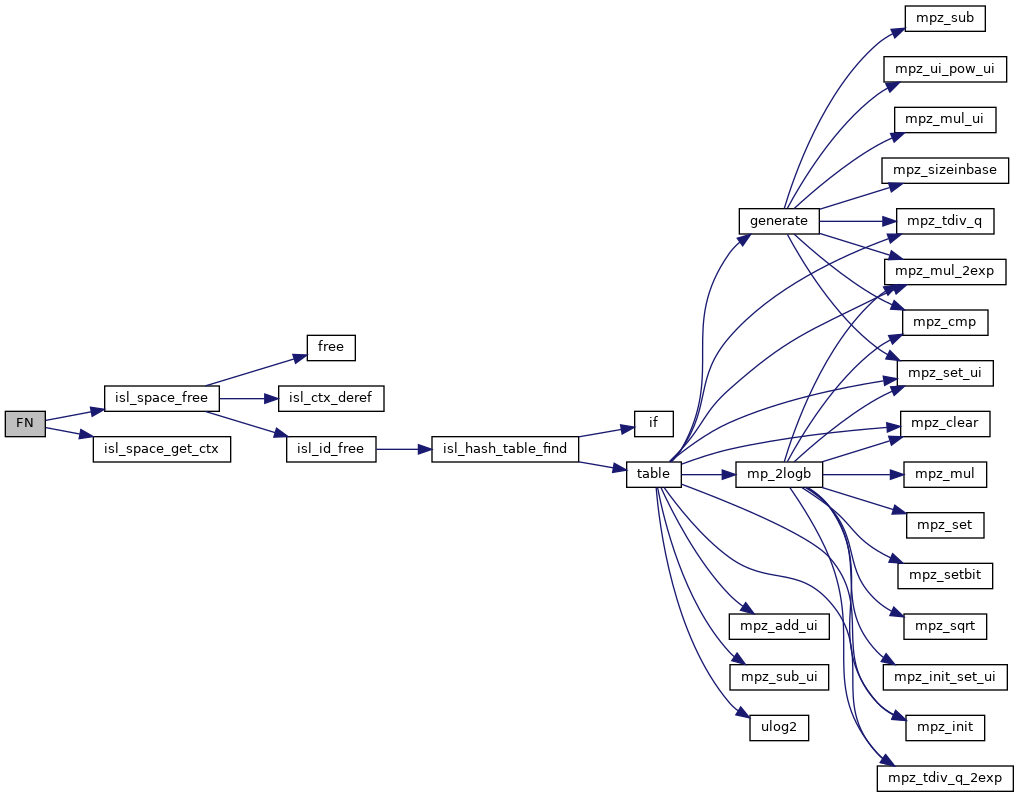 mpz_sub
mpz_ui_pow_ui
mpz_mul_ui
mpz_sizeinbase
generate
mpz_tdiv_q
mpz_mul_2exp
mpz_cmp
free
mpz_set_ui
isl_space_free
isl_ctx_deref
FN
if
mpz_clear
isl_space_get_ctx
isl_id_free
isl_hash_table_find
table
mp_2logb
mpz_mul
mpz_set
mpz_setbit
mpz_add_ui
mpz_sqrt
mpz_sub_ui
mpz_init_set_ui
ulog2
mpz_init
mpz_tdiv_q_2exp